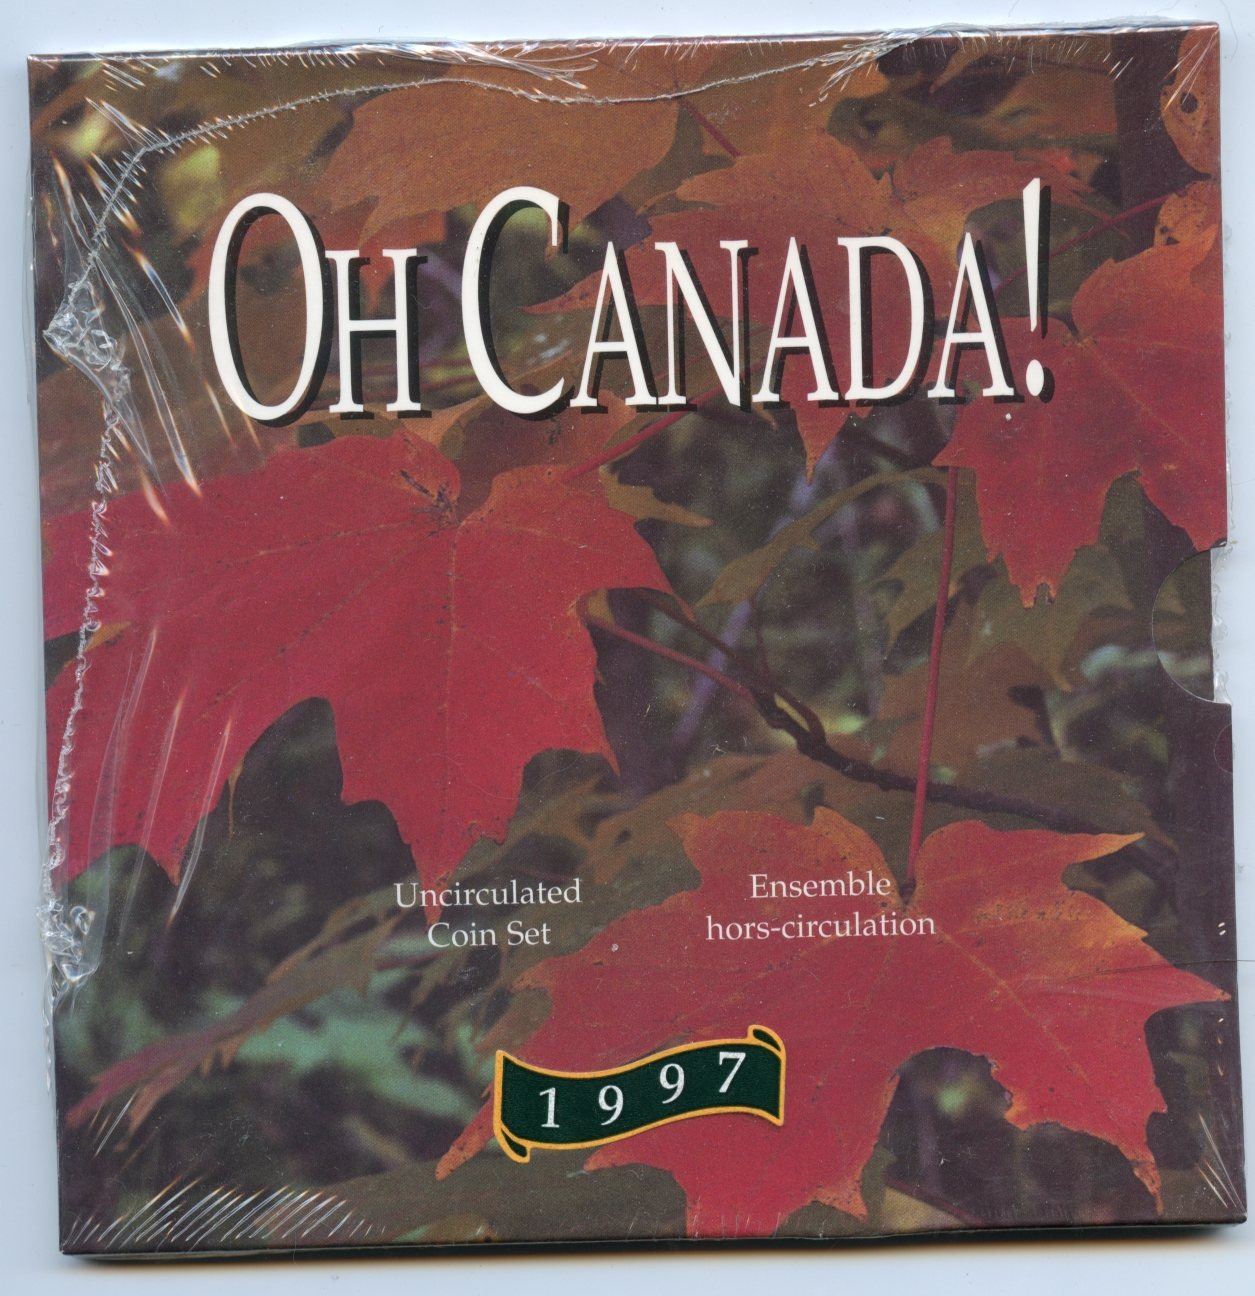 OH CANADA!
Uncirculated
Coin Set
Ensemble
hors-circulation
1997